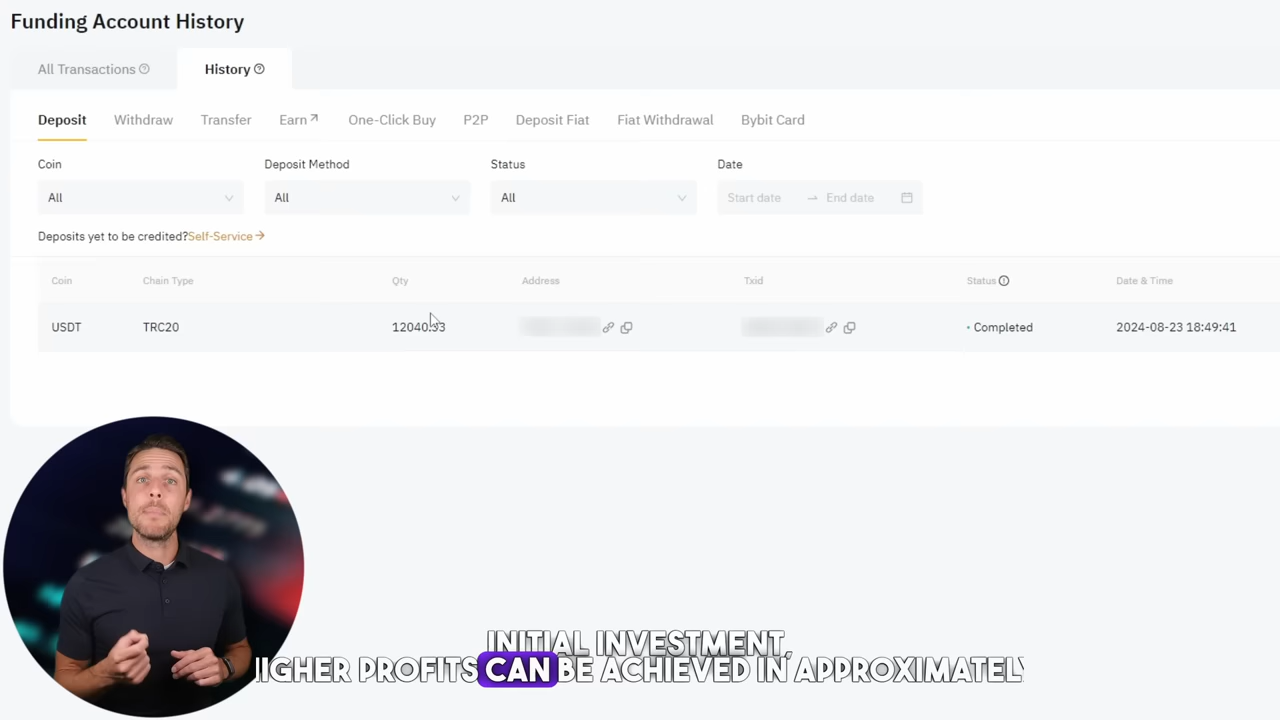 Funding Account History
All Transactions
History
Deposit Withdraw Transfer Earn One-Click Buy P2P Deposit Fiat Fiat Withdrawal Bybit Card
Coin Deposit Method Status Date
All All All Start date End date
Deposits yet to be credited?Self-Service
Coin Chain Type Qty Address Txid Status Date & Time
USDT TRC20 12040.33 Completed 2024-08-23 18:49:41
INITIAL INVESTMENT,
HIGHER PROFITS CAN BE ACHIEVED IN APPROXIMATELY